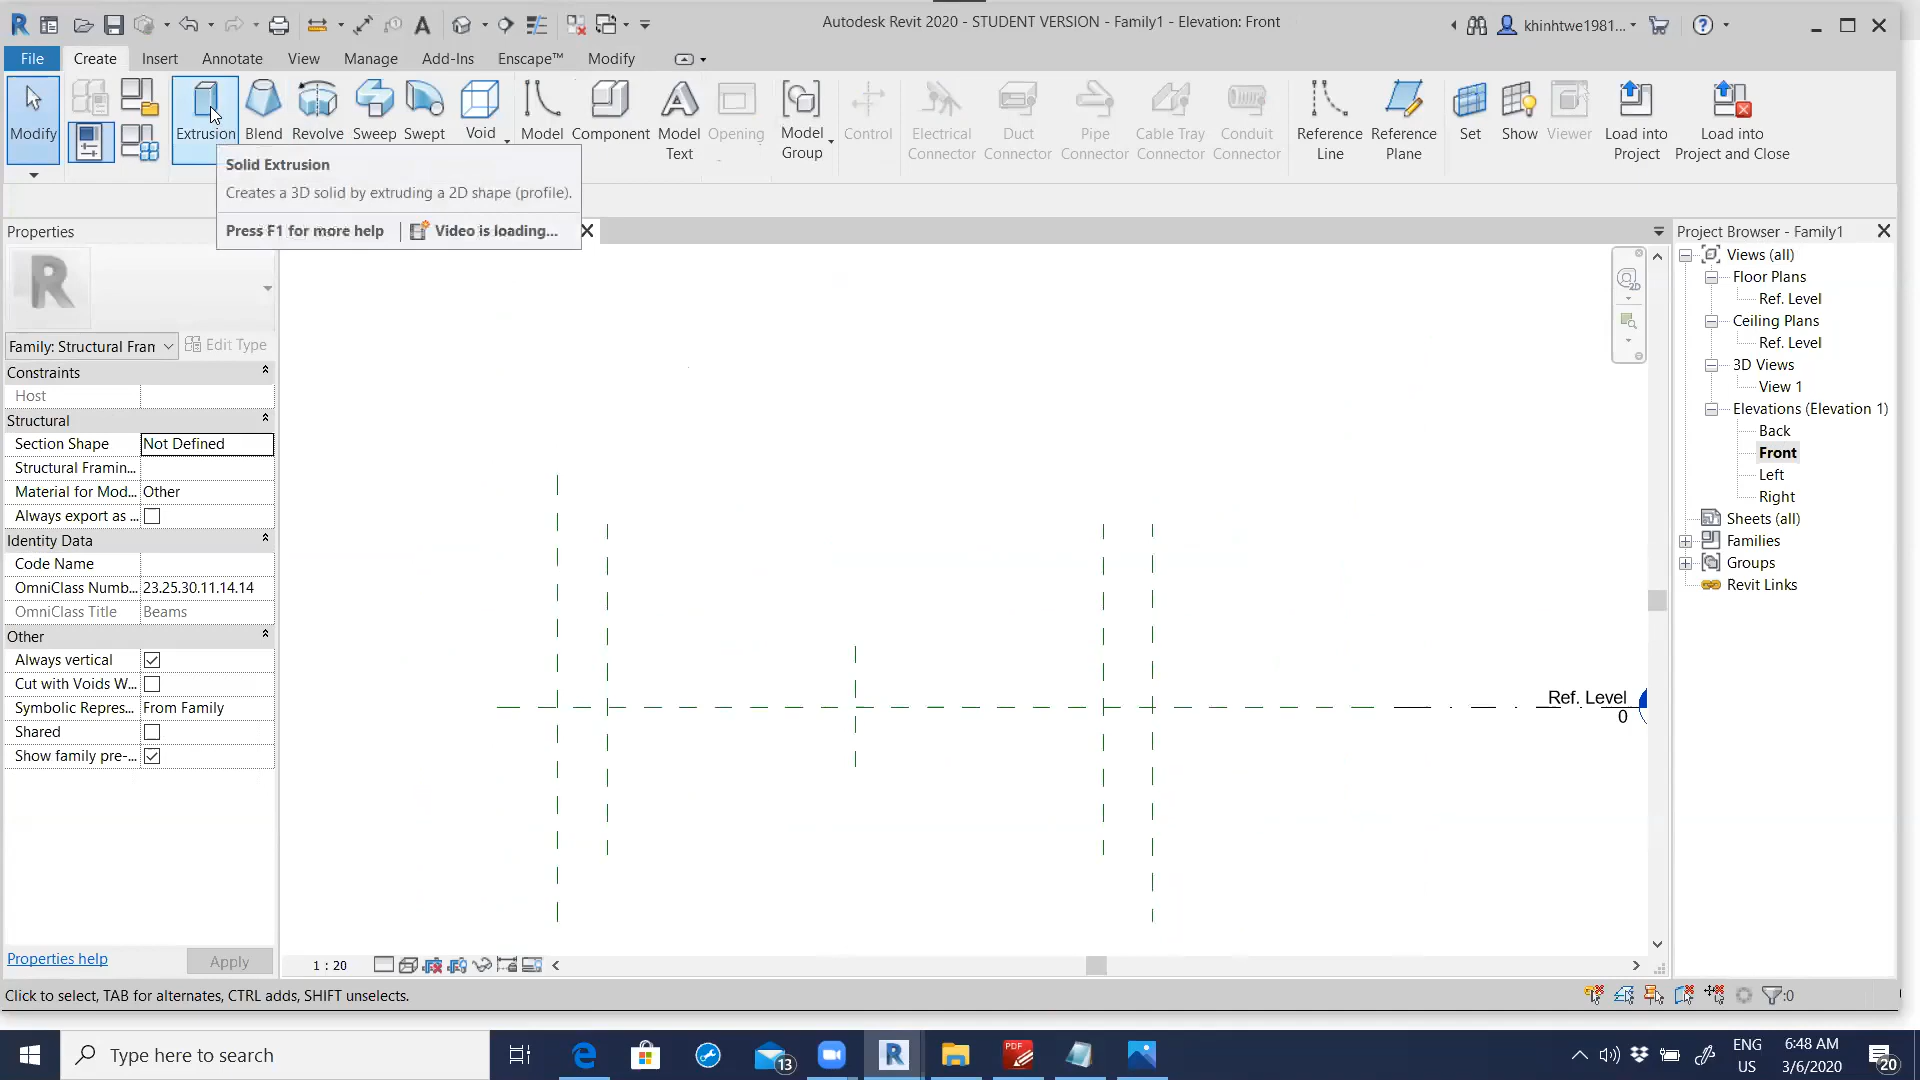 Autodesk Revit 2020 - STUDENT VERSION - Family1 - Elevation: Front
khinhtwe1981...
File Create Insert Annotate View Manage Add-Ins Enscape™ Modify
Modify
Extrusion
Blend
Revolve
Sweep
Swept
Void
Model
Component
Model Text
Opening
Model Group
Control
Electrical Connector
Duct Connector
Pipe Connector
Cable Tray Connector
Conduit Connector
Reference Line
Reference Plane
Set
Show
Viewer
Load into Project
Load into Project and Close
Solid Extrusion
Creates a 3D solid by extruding a 2D shape (profile).
Press F1 for more help
Video is loading...
Properties
R
Family: Structural Fran
Edit Type
Constraints
Host
Structural
Section Shape Not Defined
Structural Framin...
Material for Mod... Other
Always export as ...
Identity Data
Code Name
OmniClass Numb... 23.25.30.11.14.14
OmniClass Title Beams
Other
Always vertical
Cut with Voids W...
Symbolic Repres... From Family
Shared
Show family pre-...
Properties help
Apply
Ref. Level
0
2D
1 : 20
Project Browser - Family1
Views (all)
Floor Plans
Ref. Level
Ceiling Plans
Ref. Level
3D Views
View 1
Elevations (Elevation 1)
Back
Front
Left
Right
Sheets (all)
Families
Groups
Revit Links
Click to select, TAB for alternates, CTRL adds, SHIFT unselects.
:0
Type here to search
13
R
PDF
ENG
US
6:48 AM
3/6/2020
20